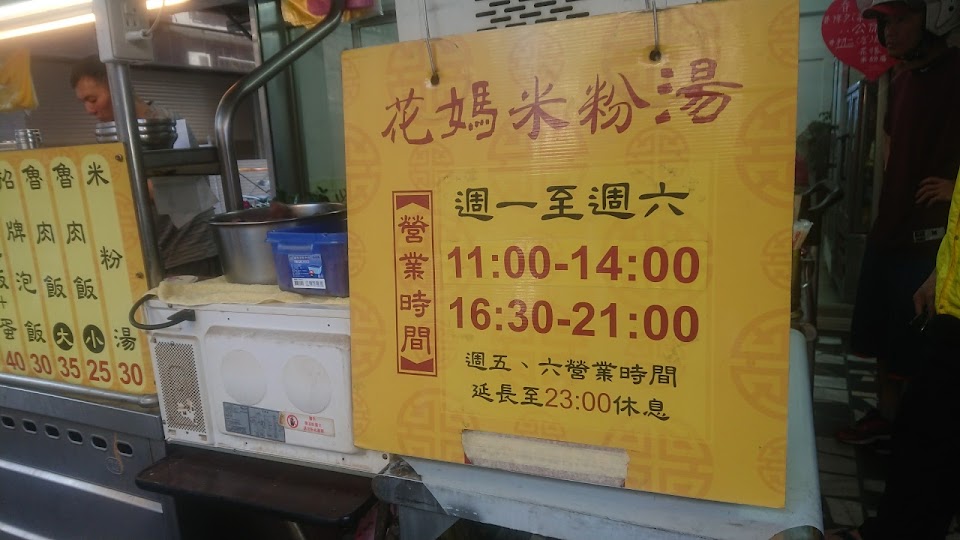 花媽米粉湯
【營業時間】
週一至週六
11:00-14:00
16:30-21:00
週五、六營業時間
延長至23:00休息
米粉湯 30
魯肉飯小 25
魯肉飯大 35
招牌泡飯 30
飯+蛋 40